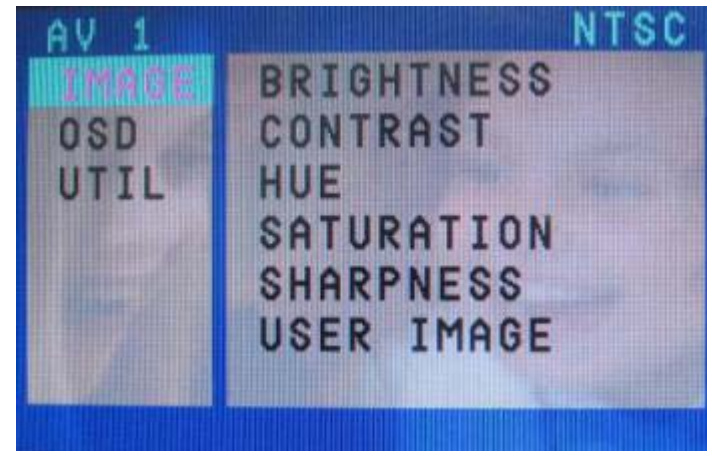 AV 1 NTSC
IMAGE
OSD
UTIL
BRIGHTNESS
CONTRAST
HUE
SATURATION
SHARPNESS
USER IMAGE